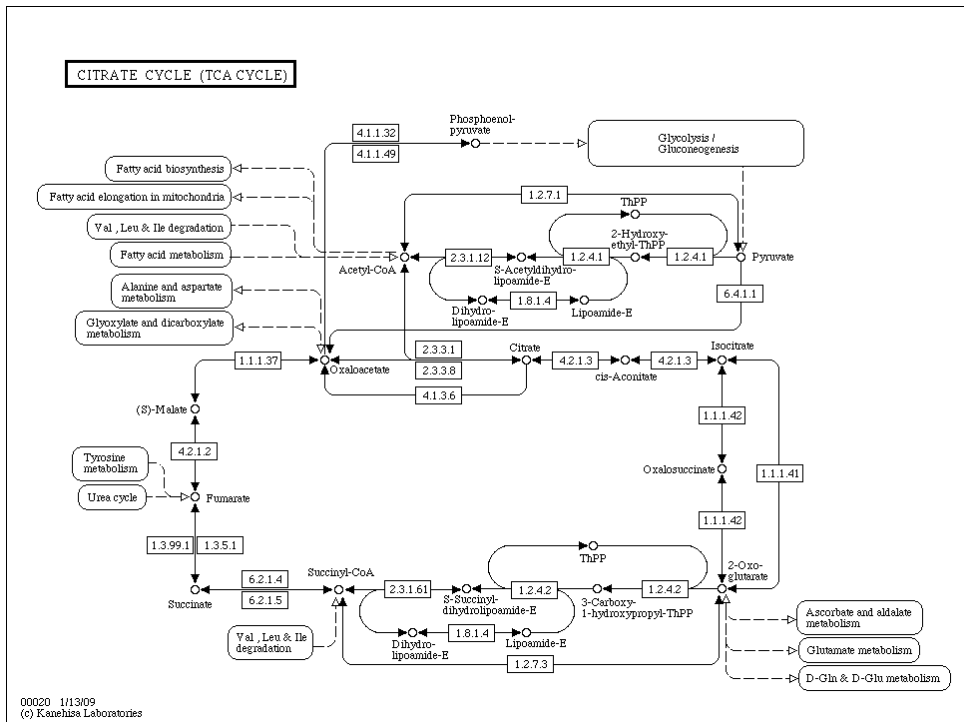 CITRATE CYCLE (TCA CYCLE)
Phosphoenol-
pyruvate
4.1.1.32
4.1.1.49
Glycolysis /
Gluconeogenesis
Fatty acid biosynthesis
Fatty acid elongation in mitochondria
Val , Leu & Ile degradation
Fatty acid metabolism
1.2.7.1
ThPP
2-Hydroxy-
ethyl-ThPP
Acetyl-CoA
2.3.1.12
S-Acetyldihydro-
lipoamide-E
1.2.4.1
1.2.4.1
Pyruvate
Alanine and aspartate
metabolism
Dihydro-
lipoamide-E
1.8.1.4
Lipoamide-E
6.4.1.1
Glyoxylate and dicarboxylate
metabolism
1.1.1.37
Oxaloacetate
2.3.3.1
2.3.3.8
4.1.3.6
Citrate
4.2.1.3
cis-Aconitate
4.2.1.3
Isocitrate
(S)-Malate
1.1.1.42
4.2.1.2
Tyrosine
metabolism
Oxalosuccinate
1.1.1.41
Urea cycle
Fumarate
1.1.1.42
1.3.99.1
1.3.5.1
ThPP
2-Oxo-
glutarate
Succinate
6.2.1.4
6.2.1.5
Succinyl-CoA
2.3.1.61
S-Succinyl-
dihydrolipoamide-E
1.2.4.2
3-Carboxy-
1-hydroxypropyl-ThPP
1.2.4.2
Val , Leu & Ile
degradation
Dihydro-
lipoamide-E
1.8.1.4
Lipoamide-E
1.2.7.3
Ascorbate and aldalate
metabolism
Glutamate metabolism
D-Gln & D-Glu metabolism
00020 1/13/09
(c) Kanehisa Laboratories